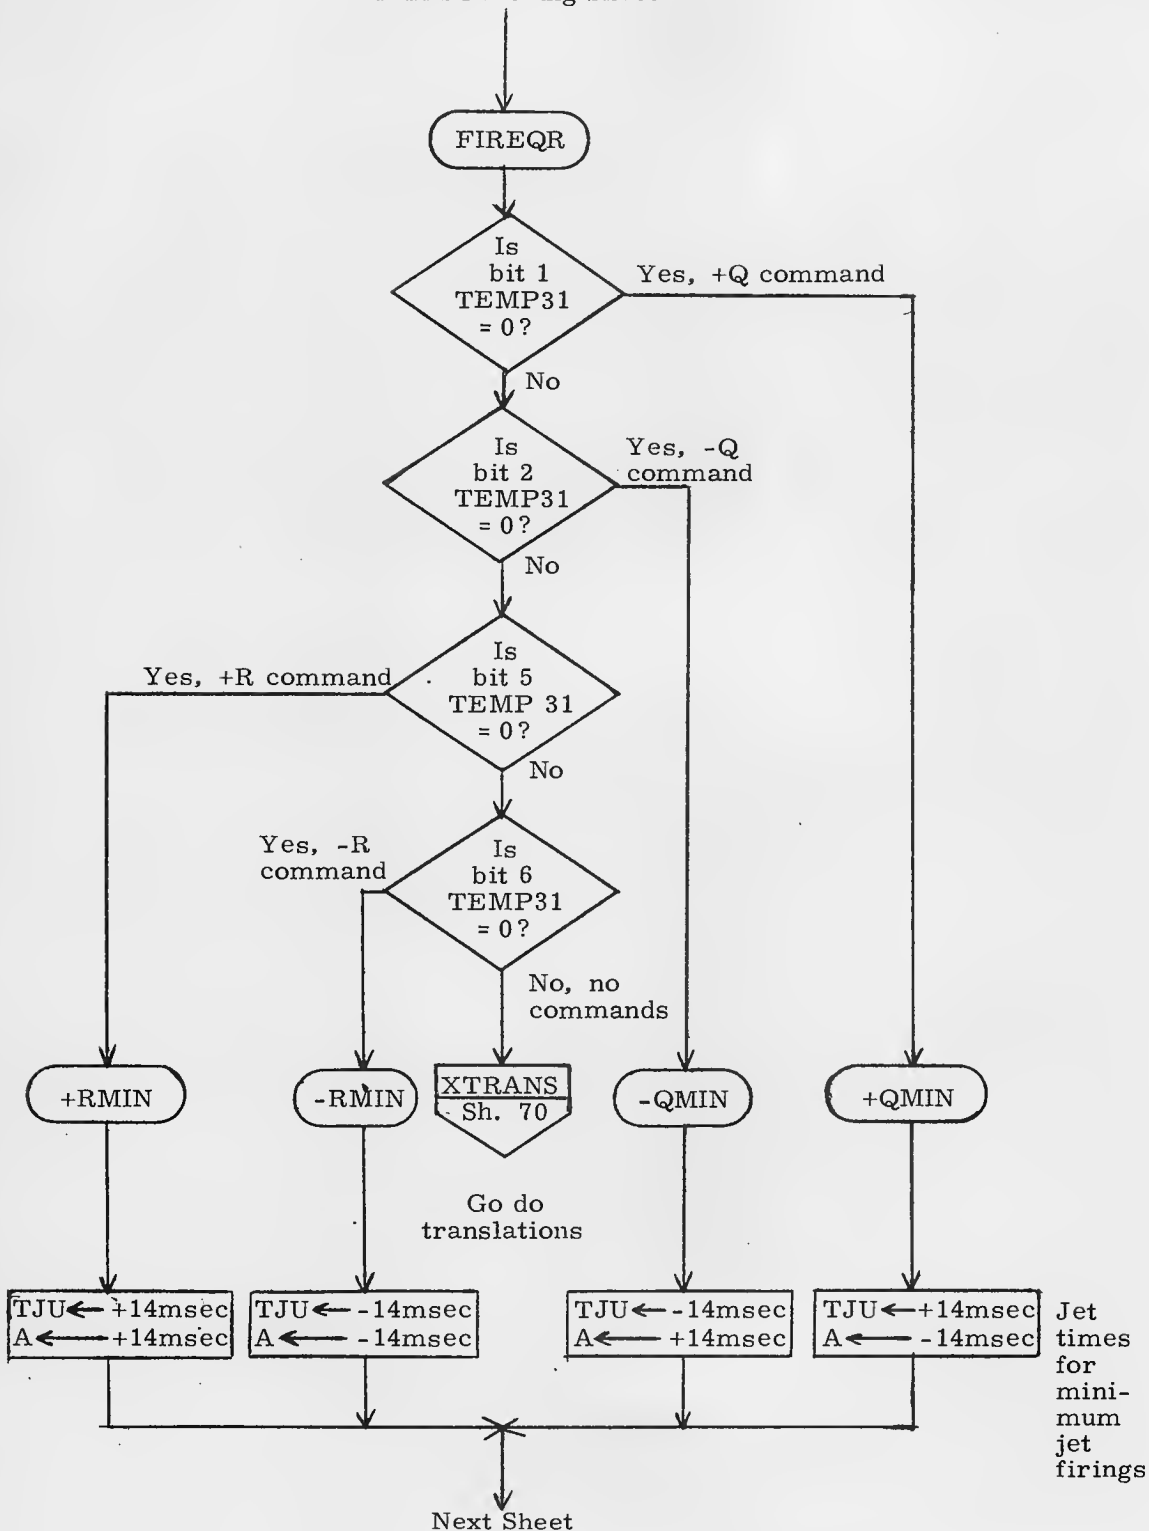 FIREQR
Is
bit 1
TEMP31
= 0?
Yes, +Q command
No
Is
bit 2
TEMP31
= 0?
Yes, -Q
command
No
Is
bit 5
TEMP 31
= 0?
Yes, +R command
No
Is
bit 6
TEMP31
= 0?
Yes, -R
command
No, no
commands
+RMIN
-RMIN
XTRANS
Sh. 70
-QMIN
+QMIN
Go do
translations
TJU← +14msec
A← +14msec
TJU← -14msec
A← -14msec
TJU← -14msec
A← +14msec
TJU← +14msec
A← -14msec
Jet
times
for
mini-
mum
jet
firings
Next Sheet